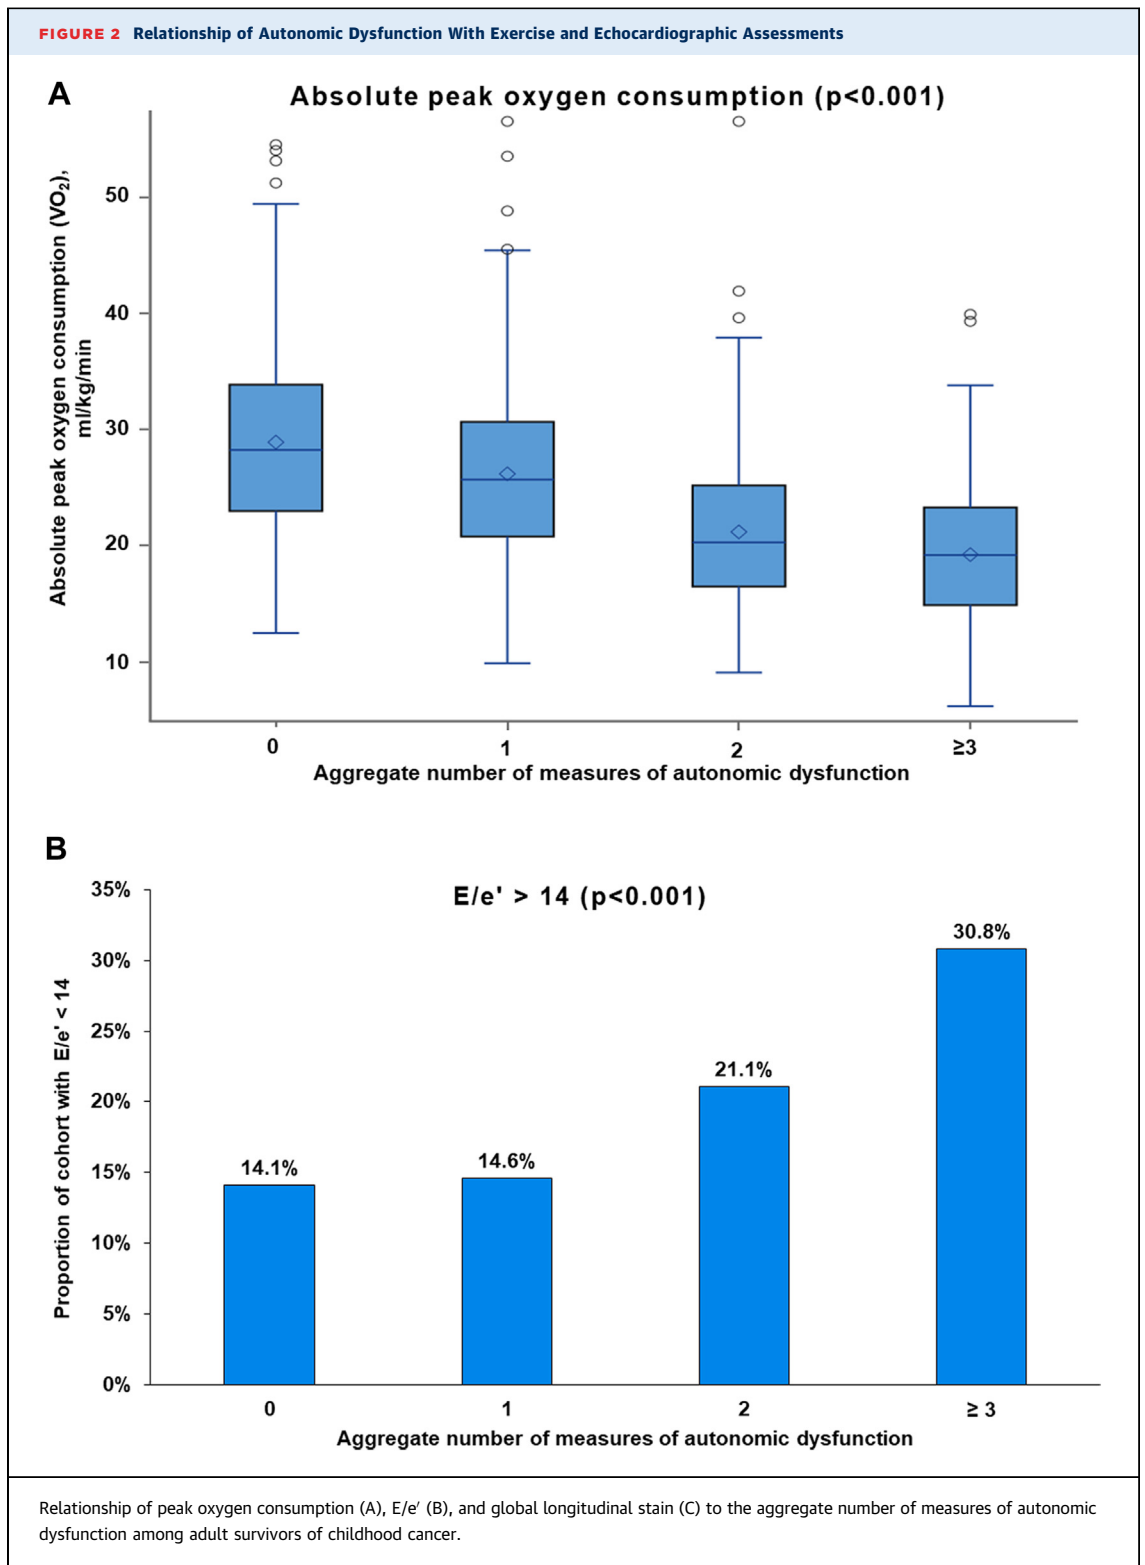 FIGURE 2 Relationship of Autonomic Dysfunction With Exercise and Echocardiographic Assessments
A
Absolute peak oxygen consumption (p<0.001)
Absolute peak oxygen consumption (VO₂),
ml/kg/min
50
40
30
20
10
0 1 2 ≥3
Aggregate number of measures of autonomic dysfunction
B
E/e' > 14 (p<0.001)
Proportion of cohort with E/e' < 14
35%
30%
25%
20%
15%
10%
5%
0%
14.1%
14.6%
21.1%
30.8%
0 1 2 ≥ 3
Aggregate number of measures of autonomic dysfunction
Relationship of peak oxygen consumption (A), E/e′ (B), and global longitudinal stain (C) to the aggregate number of measures of autonomic
dysfunction among adult survivors of childhood cancer.